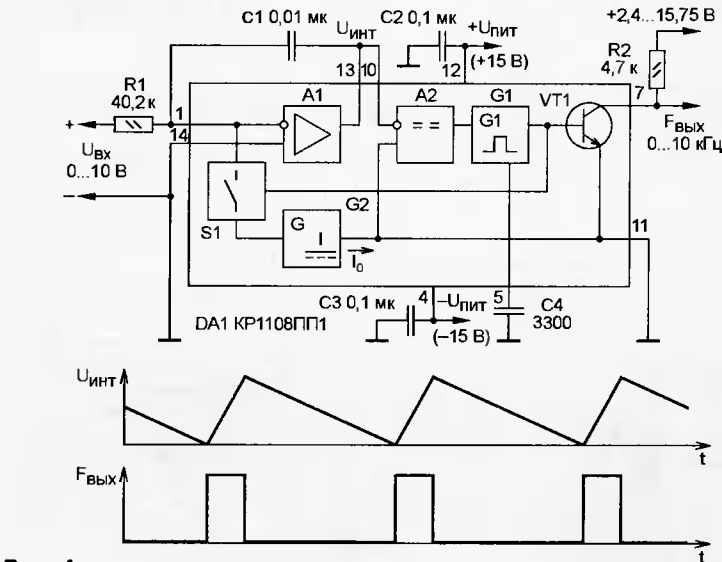 C1 0,01 мк
UИНТ
C2 0,1 мк
+UПИТ
(+15 В)
+2,4...15,75 В
R1
40,2 к
R2
4,7 к
13 10
12
A1
A2
G1
VT1
7
1
14
+
UВХ
0...10 В
–
G1
FВЫХ
0...10 кГц
S1
G2
G
I
I0
11
C3 0,1 мк
4
–UПИТ
(–15 В)
5
C4
3300
DA1 КР1108ПП1
UИНТ
t
FВЫХ
t